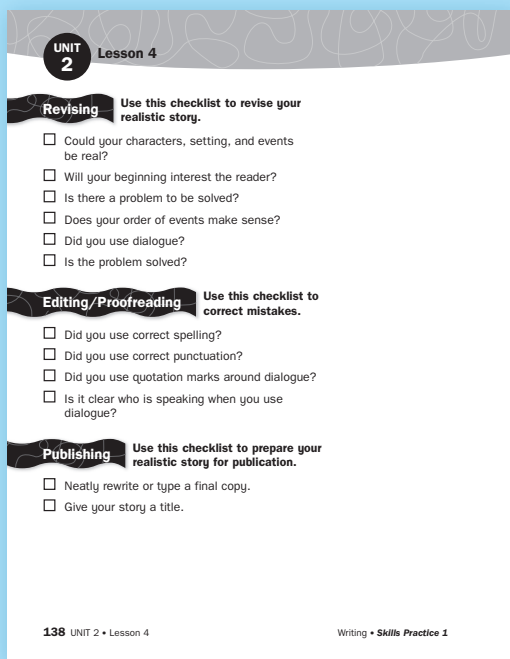 UNIT
2
Lesson 4
Revising
Use this checklist to revise your
realistic story.
Could your characters, setting, and events
be real?
Will your beginning interest the reader?
Is there a problem to be solved?
Does your order of events make sense?
Did you use dialogue?
Is the problem solved?
Editing/Proofreading
Use this checklist to
correct mistakes.
Did you use correct spelling?
Did you use correct punctuation?
Did you use quotation marks around dialogue?
Is it clear who is speaking when you use
dialogue?
Publishing
Use this checklist to prepare your
realistic story for publication.
Neatly rewrite or type a final copy.
Give your story a title.
138 UNIT 2 • Lesson 4
Writing • Skills Practice 1